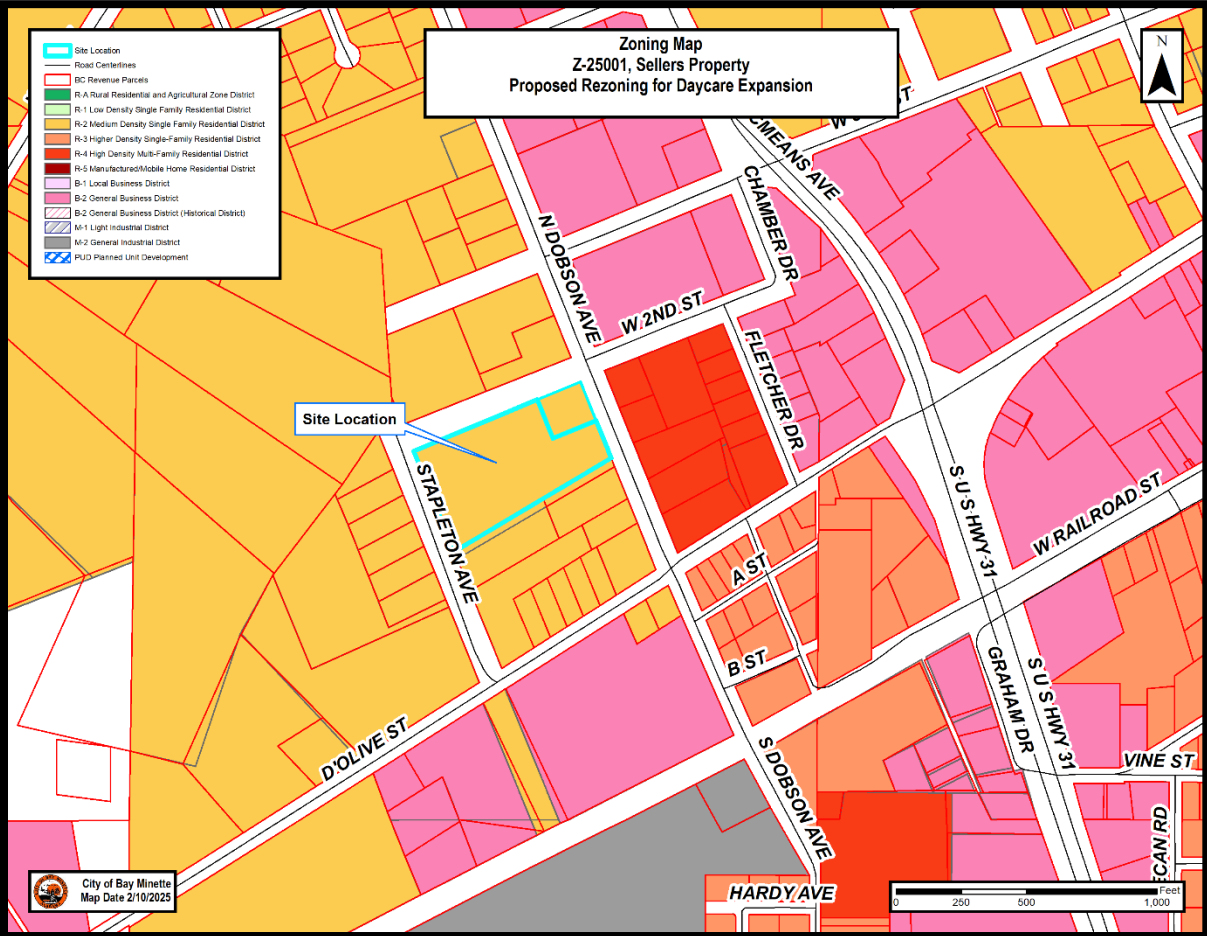 Zoning Map
Z-25001, Sellers Property
Proposed Rezoning for Daycare Expansion
N
Site Location
Road Centerlines
BC Revenue Parcels
R-A Rural Residential and Agricultural Zone District
R-1 Low Density Single Family Residential District
R-2 Medium Density Single Family Residential District
R-3 Higher Density Single-Family Residential District
R-4 High Density Multi-Family Residential District
R-5 Manufactured/Mobile Home Residential District
B-1 Local Business District
B-2 General Business District
B-2 General Business District (Historical District)
M-1 Light Industrial District
M-2 General Industrial District
PUD Planned Unit Development
CMEANS AVE
CHAMBER DR
N DOBSON AVE
W 2ND ST
FLETCHER DR
Site Location
STAPLETON AVE
S U S HWY 31
W RAILROAD ST
A ST
B ST
GRAHAM DR
S U S HWY 31
D'OLIVE ST
S DOBSON AVE
VINE ST
ECAN RD
HARDY AVE
City of Bay Minette
Map Date 2/10/2025
Feet
0 250 500 1,000